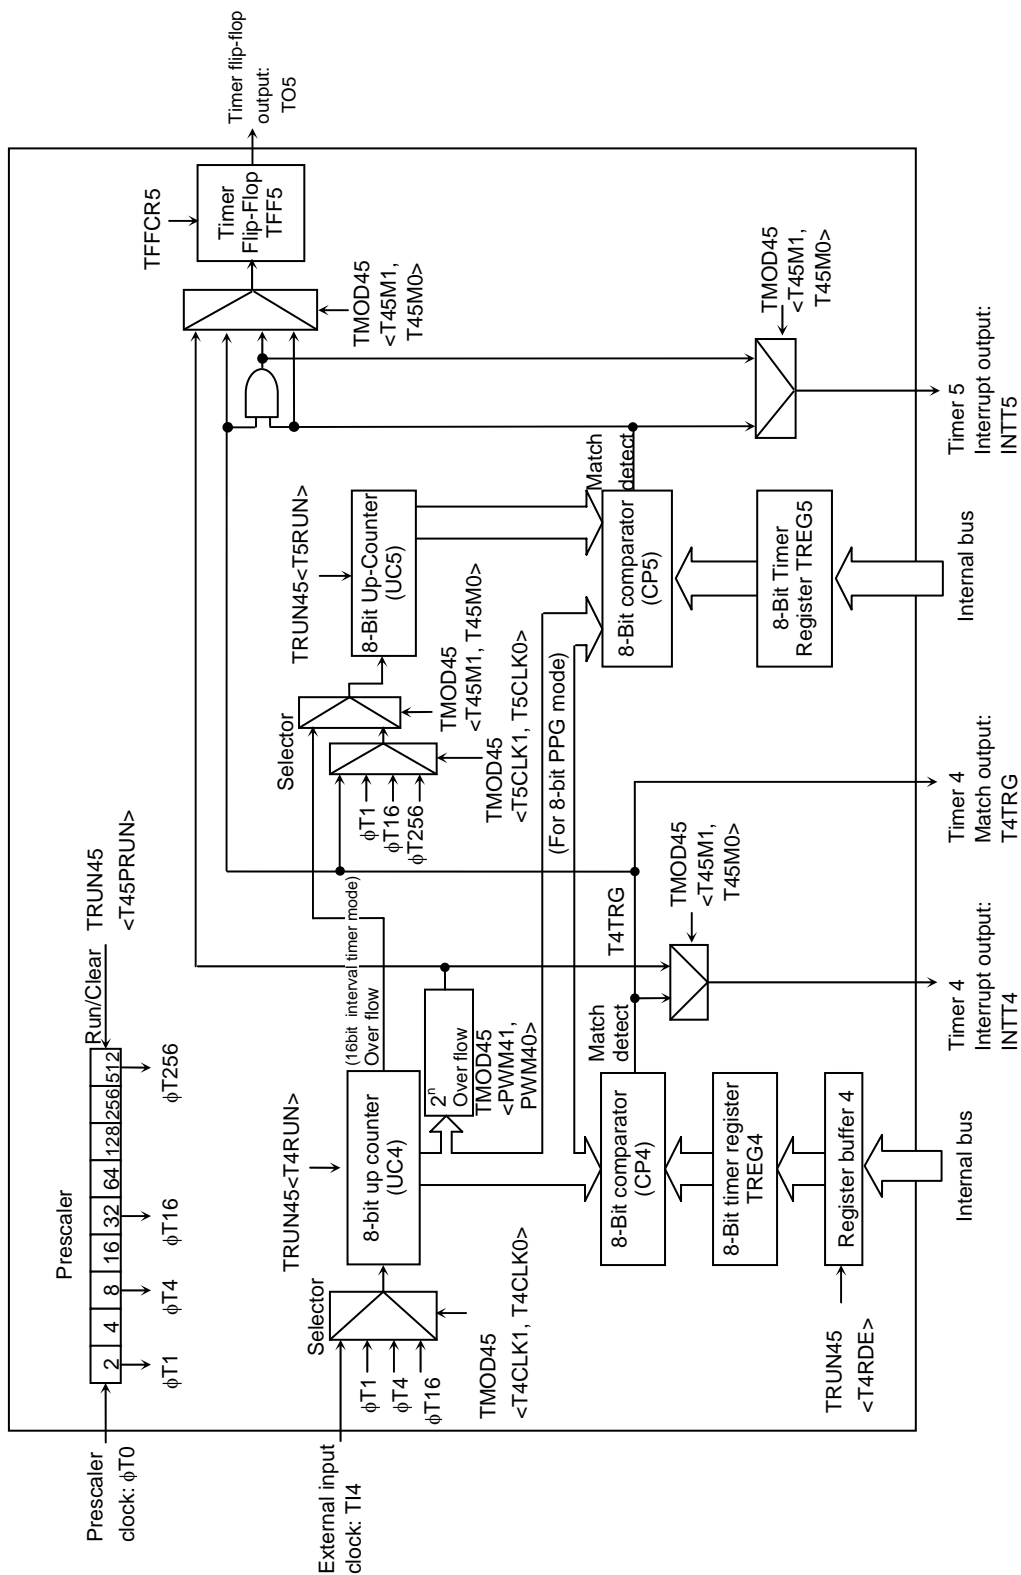 Prescaler
clock: φT0
Prescaler
2
4
8
16
32
64
128
256
512
Run/Clear
TRUN45
<T45PRUN>
φT1
φT4
φT16
φT256
External input
clock: TI4
φT1
φT4
φT16
Selector
TMOD45
<T4CLK1, T4CLK0>
TRUN45<T4RUN>
8-bit up counter
(UC4)
(16bit interval timer mode)
Over flow
2n
Over flow
TMOD45
<PWM41,
PWM40>
8-Bit comparator
(CP4)
Match
detect
8-Bit timer register
TREG4
Register buffer 4
TRUN45
<T4RDE>
Internal bus
T4TRG
TMOD45
<T45M1,
T45M0>
Timer 4
Interrupt output:
INTT4
Timer 4
Match output:
T4TRG
Selector
φT1
φT16
φT256
TMOD45
<T5CLK1, T5CLK0>
TMOD45
<T45M1, T45M0>
TRUN45<T5RUN>
8-Bit Up-Counter
(UC5)
(For 8-bit PPG mode)
8-Bit comparator
(CP5)
Match
detect
8-Bit Timer
Register TREG5
Internal bus
TMOD45
<T45M1,
T45M0>
TFFCR5
Timer
Flip-Flop
TFF5
Timer flip-flop
output:
TO5
TMOD45
<T45M1,
T45M0>
Timer 5
Interrupt output:
INTT5